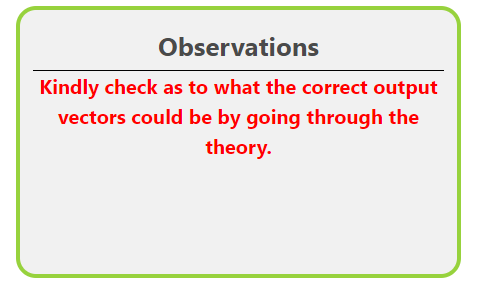 Observations
Kindly check as to what the correct output
vectors could be by going through the
theory.